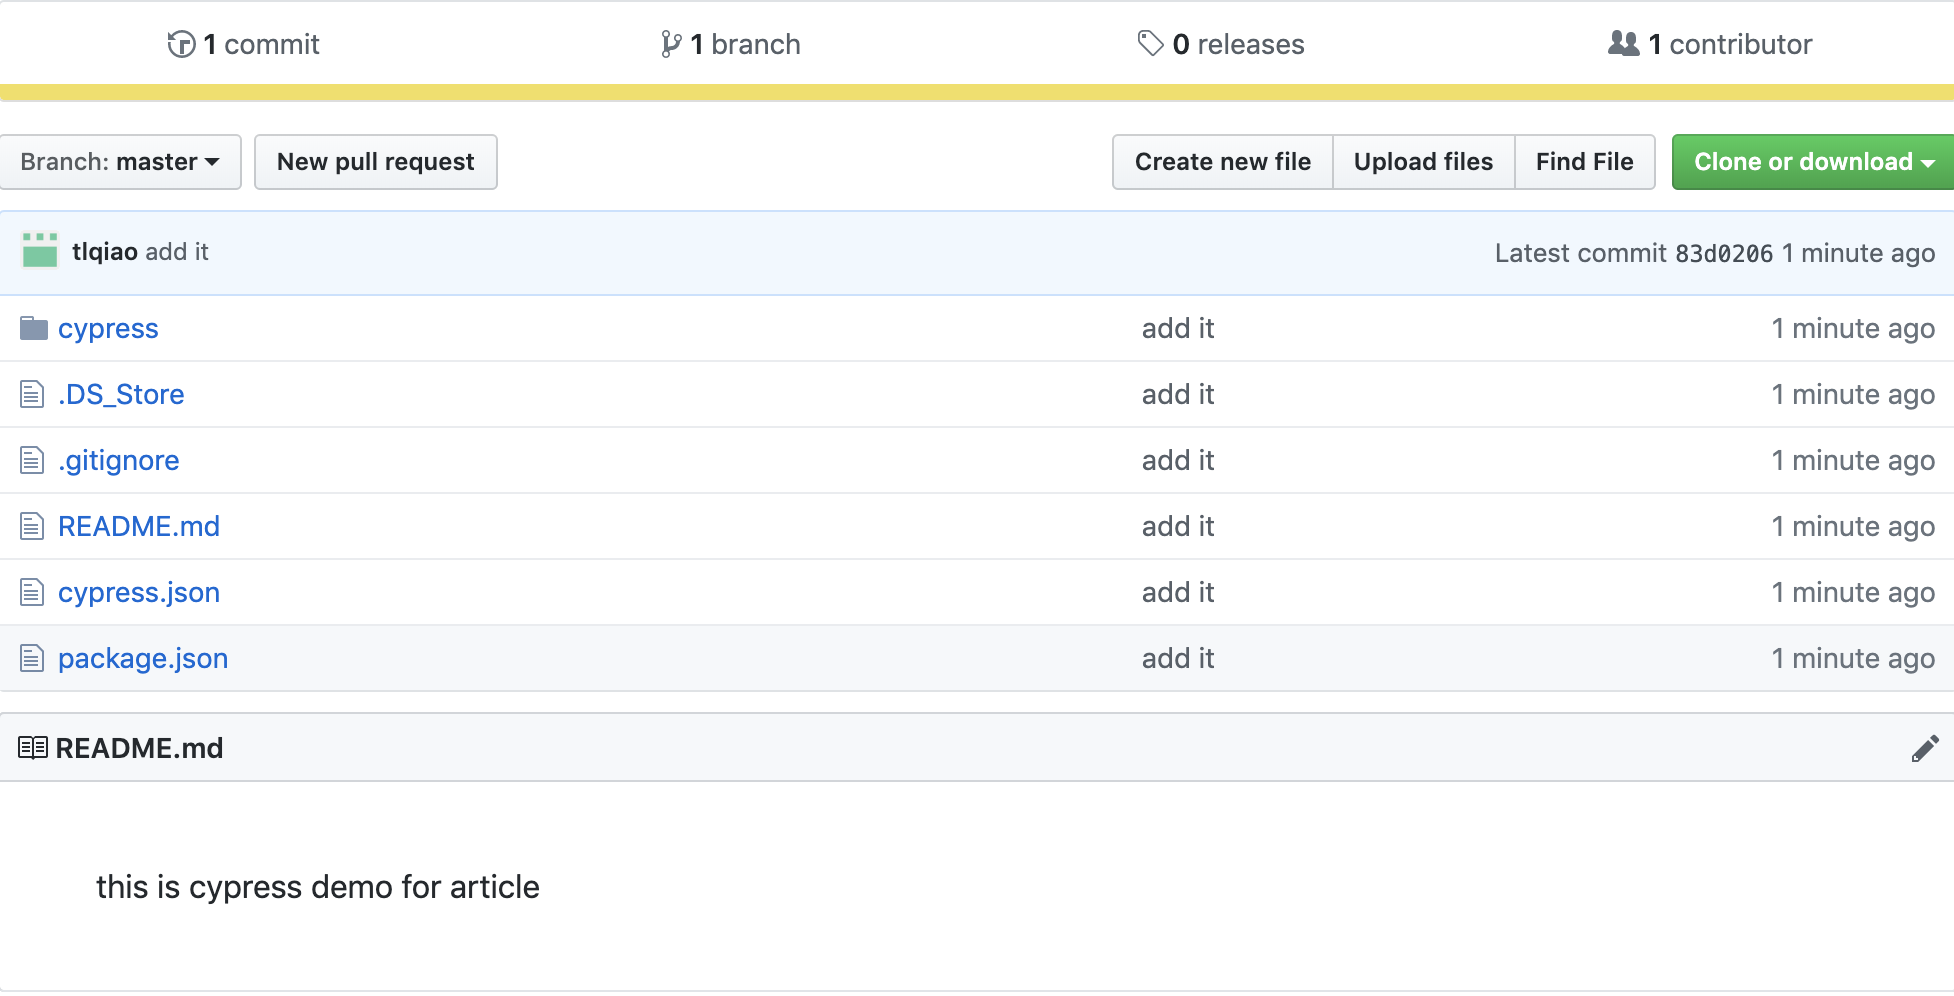 1 commit 1 branch 0 releases 1 contributor
Branch: master New pull request Create new file Upload files Find File Clone or download
tlqiao add it Latest commit 83d0206 1 minute ago
cypress add it 1 minute ago
.DS_Store add it 1 minute ago
.gitignore add it 1 minute ago
README.md add it 1 minute ago
cypress.json add it 1 minute ago
package.json add it 1 minute ago
README.md
this is cypress demo for article